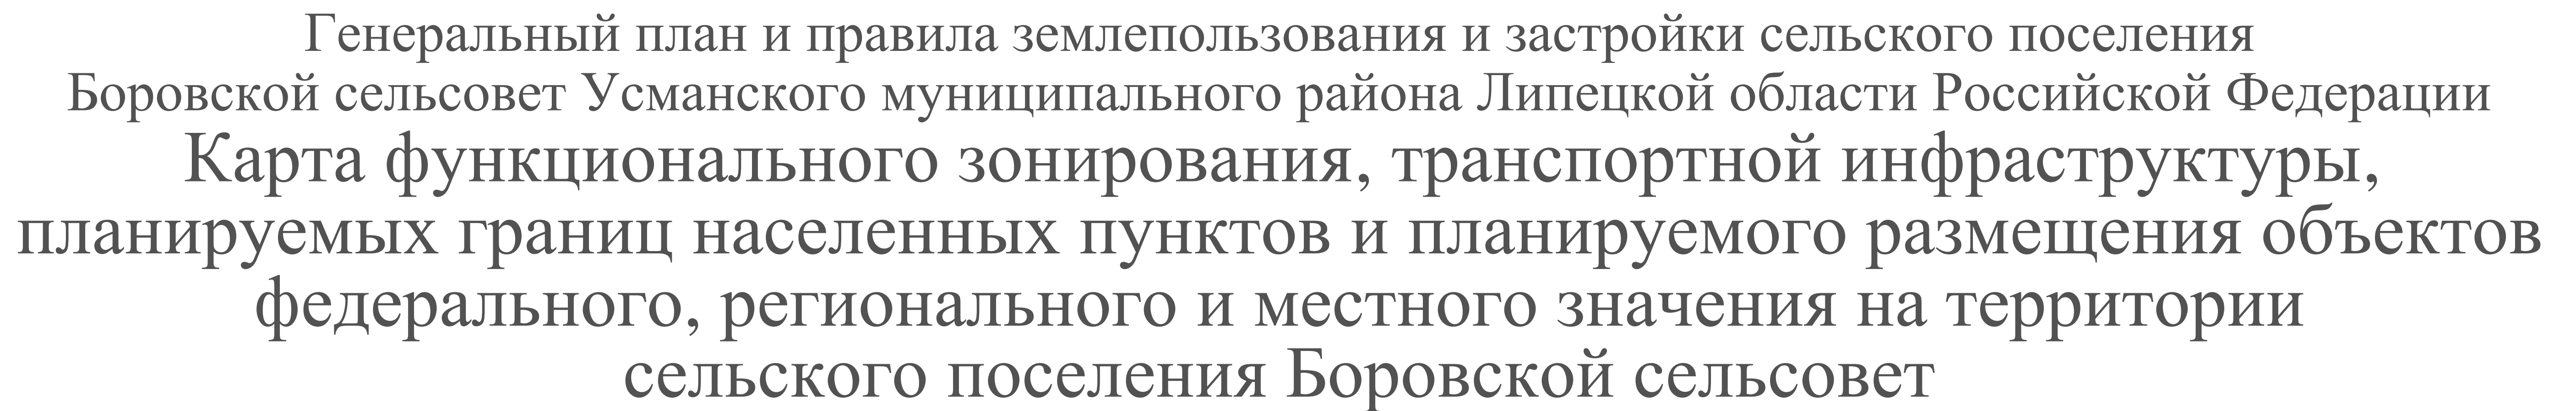 Генеральный план и правила землепользования и застройки сельского поселения
Боровской сельсовет Усманского муниципального района Липецкой области Российской Федерации
Карта функционального зонирования, транспортной инфраструктуры,
планируемых границ населенных пунктов и планируемого размещения объектов
федерального, регионального и местного значения на территории
сельского поселения Боровской сельсовет